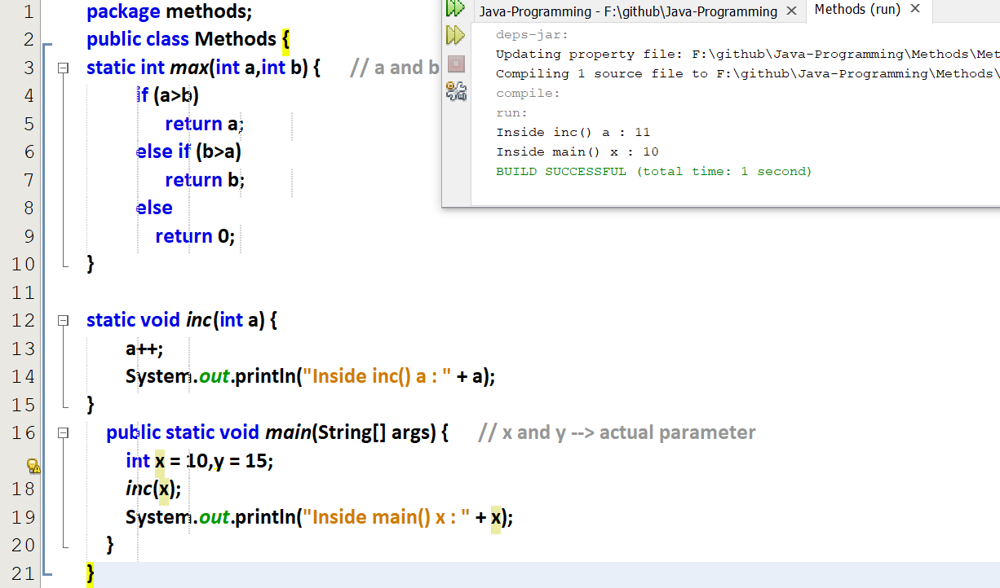 1 package methods;
2 public class Methods {
3 static int max(int a,int b) { // a and b
4 if (a>b)
5 return a;
6 else if (b>a)
7 return b;
8 else
9 return 0;
10 }
11
12 static void inc(int a) {
13 a++;
14 System.out.println("Inside inc() a : " + a);
15 }
16 public static void main(String[] args) { // x and y --> actual parameter
int x = 10,y = 15;
18 inc(x);
19 System.out.println("Inside main() x : " + x);
20 }
21 }
Java-Programming - F:\github\Java-Programming × Methods (run) ×
deps-jar:
Updating property file: F:\github\Java-Programming\Methods\Met
Compiling 1 source file to F:\github\Java-Programming\Methods\
compile:
run:
Inside inc() a : 11
Inside main() x : 10
BUILD SUCCESSFUL (total time: 1 second)